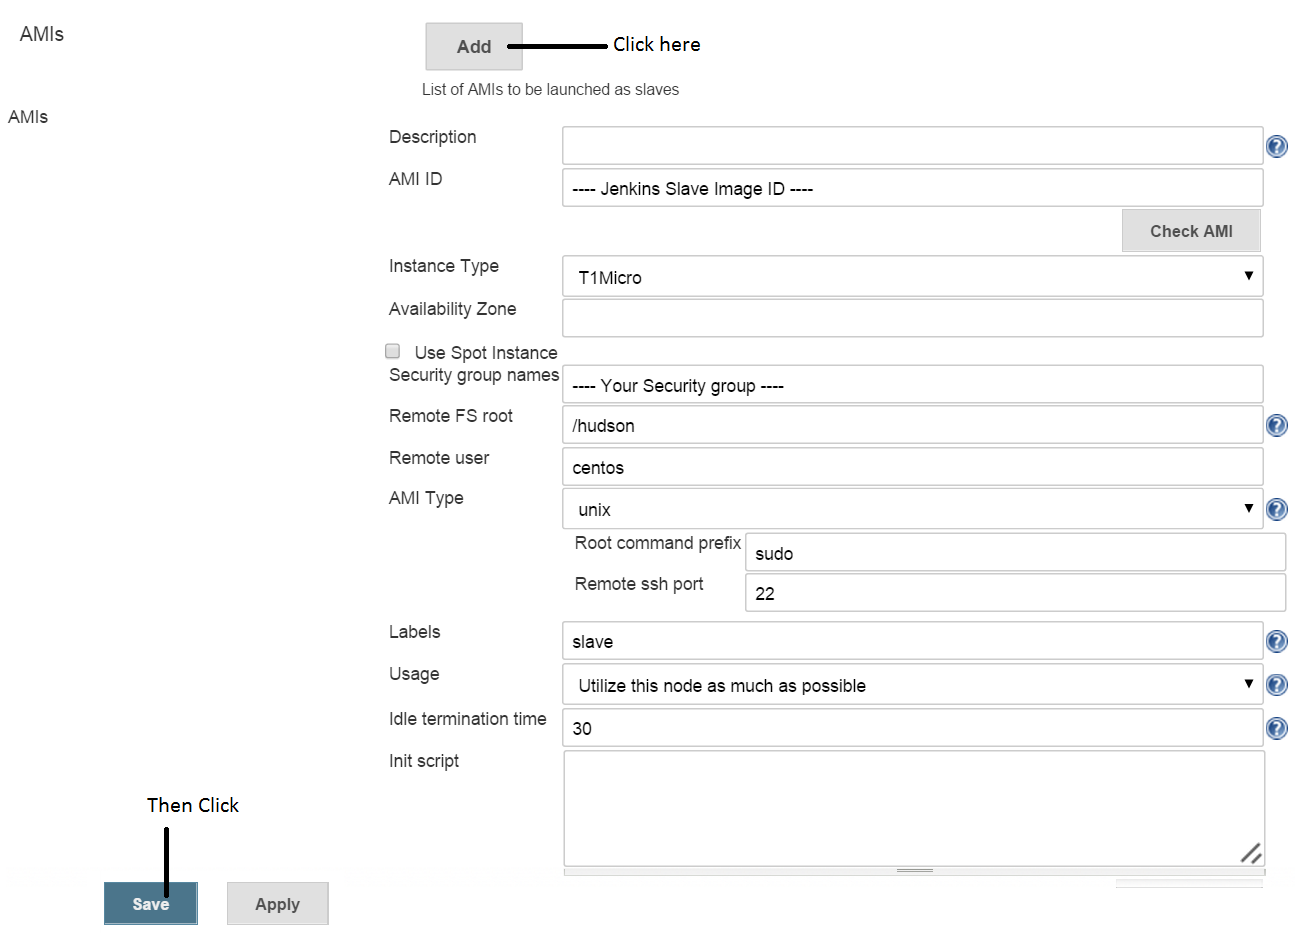 AMIs
Add
Click here
List of AMIs to be launched as slaves
AMIs
Description
AMI ID
---- Jenkins Slave Image ID ----
Check AMI
Instance Type
T1Micro
Availability Zone
Use Spot Instance
Security group names
---- Your Security group ----
Remote FS root
/hudson
Remote user
centos
AMI Type
unix
Root command prefix
sudo
Remote ssh port
22
Labels
slave
Usage
Utilize this node as much as possible
Idle termination time
30
Init script
Then Click
Save
Apply